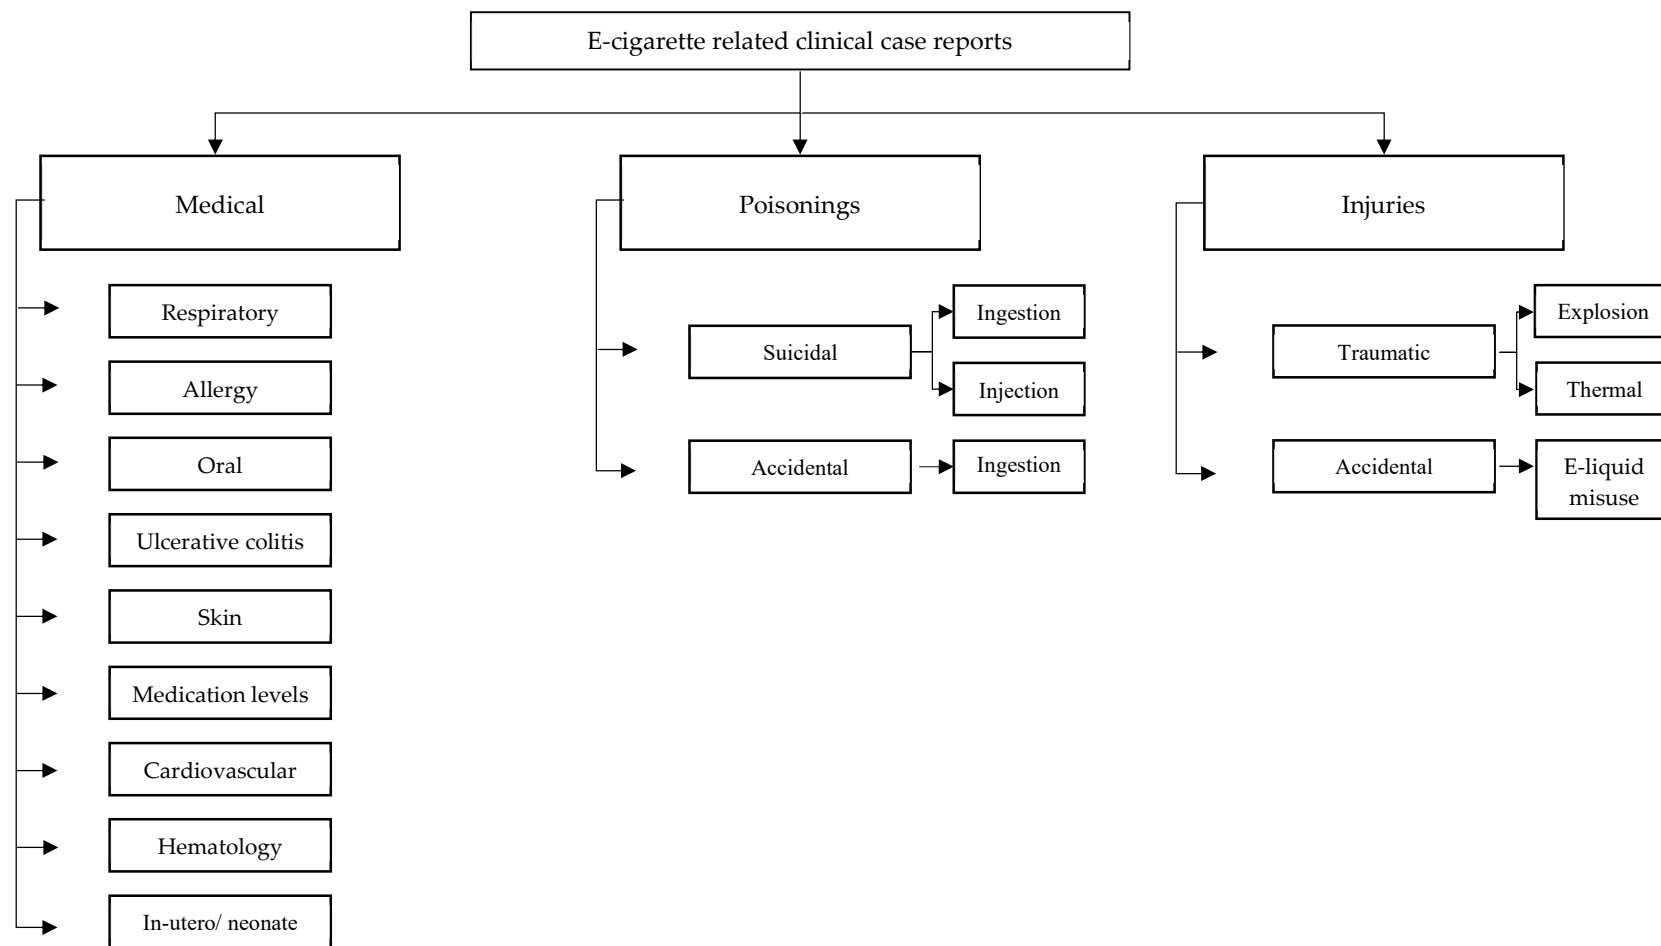 E-cigarette related clinical case reports
Medical
Poisonings
Injuries
Respiratory
Allergy
Oral
Ulcerative colitis
Skin
Medication levels
Cardiovascular
Hematology
In-utero/ neonate
Suicidal
Ingestion
Injection
Accidental
Ingestion
Traumatic
Explosion
Thermal
Accidental
E-liquid
misuse